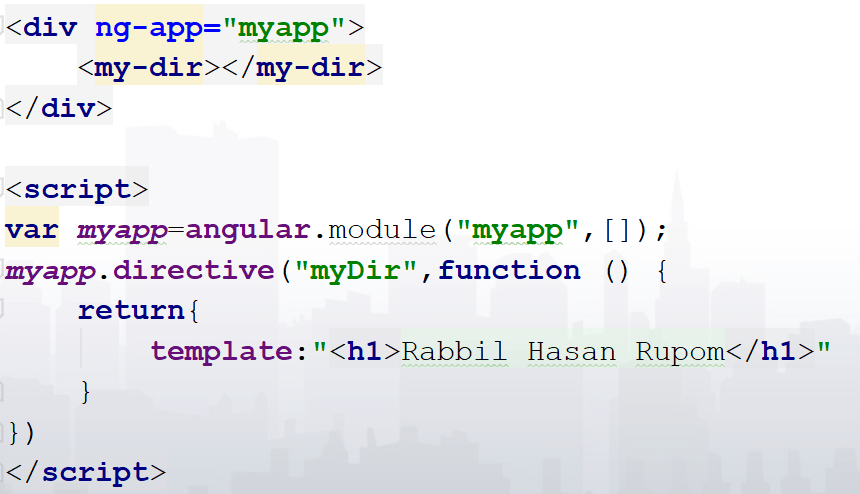 <div ng-app="myapp">
    <my-dir></my-dir>
</div>

<script>
var myapp=angular.module("myapp",[]);
myapp.directive("myDir",function () {
    return{
        template:"<h1>Rabbil Hasan Rupom</h1>"
    }
})
</script>